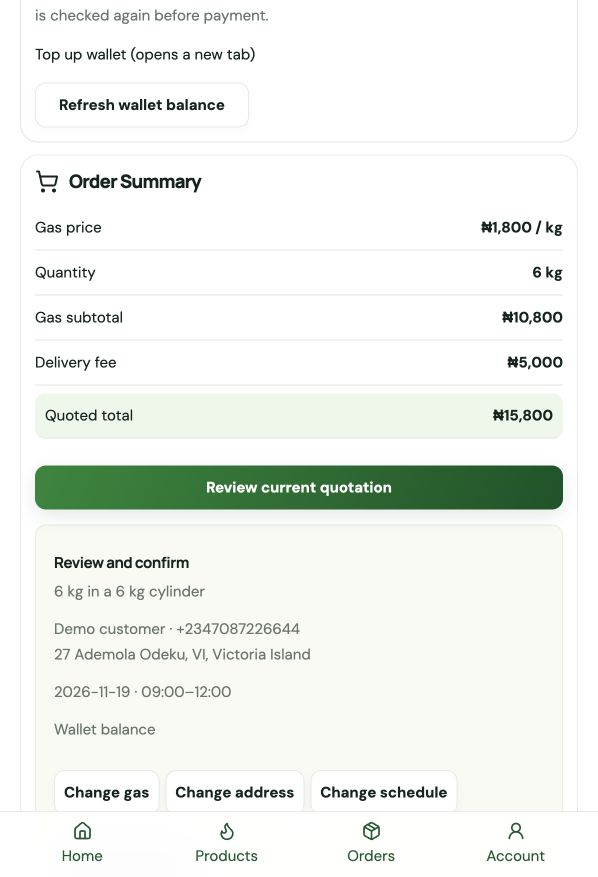 is checked again before payment.
Top up wallet (opens a new tab)
Refresh wallet balance
Order Summary
Gas price ₦1,800 / kg
Quantity 6 kg
Gas subtotal ₦10,800
Delivery fee ₦5,000
Quoted total ₦15,800
Review current quotation
Review and confirm
6 kg in a 6 kg cylinder
Demo customer · +2347087226644
27 Ademola Odeku, VI, Victoria Island
2026-11-19 · 09:00–12:00
Wallet balance
Change gas Change address Change schedule
Home Products Orders Account